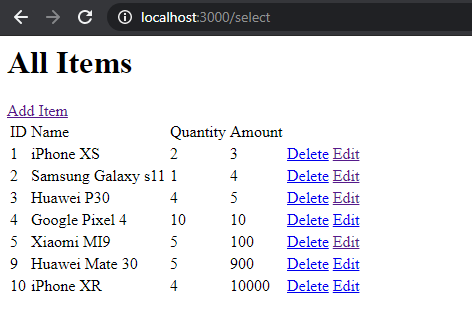 localhost:3000/select
All Items
Add Item
ID Name Quantity Amount
1 iPhone XS 2 3 Delete Edit
2 Samsung Galaxy s11 1 4 Delete Edit
3 Huawei P30 4 5 Delete Edit
4 Google Pixel 4 10 10 Delete Edit
5 Xiaomi MI9 5 100 Delete Edit
9 Huawei Mate 30 5 900 Delete Edit
10 iPhone XR 4 10000 Delete Edit